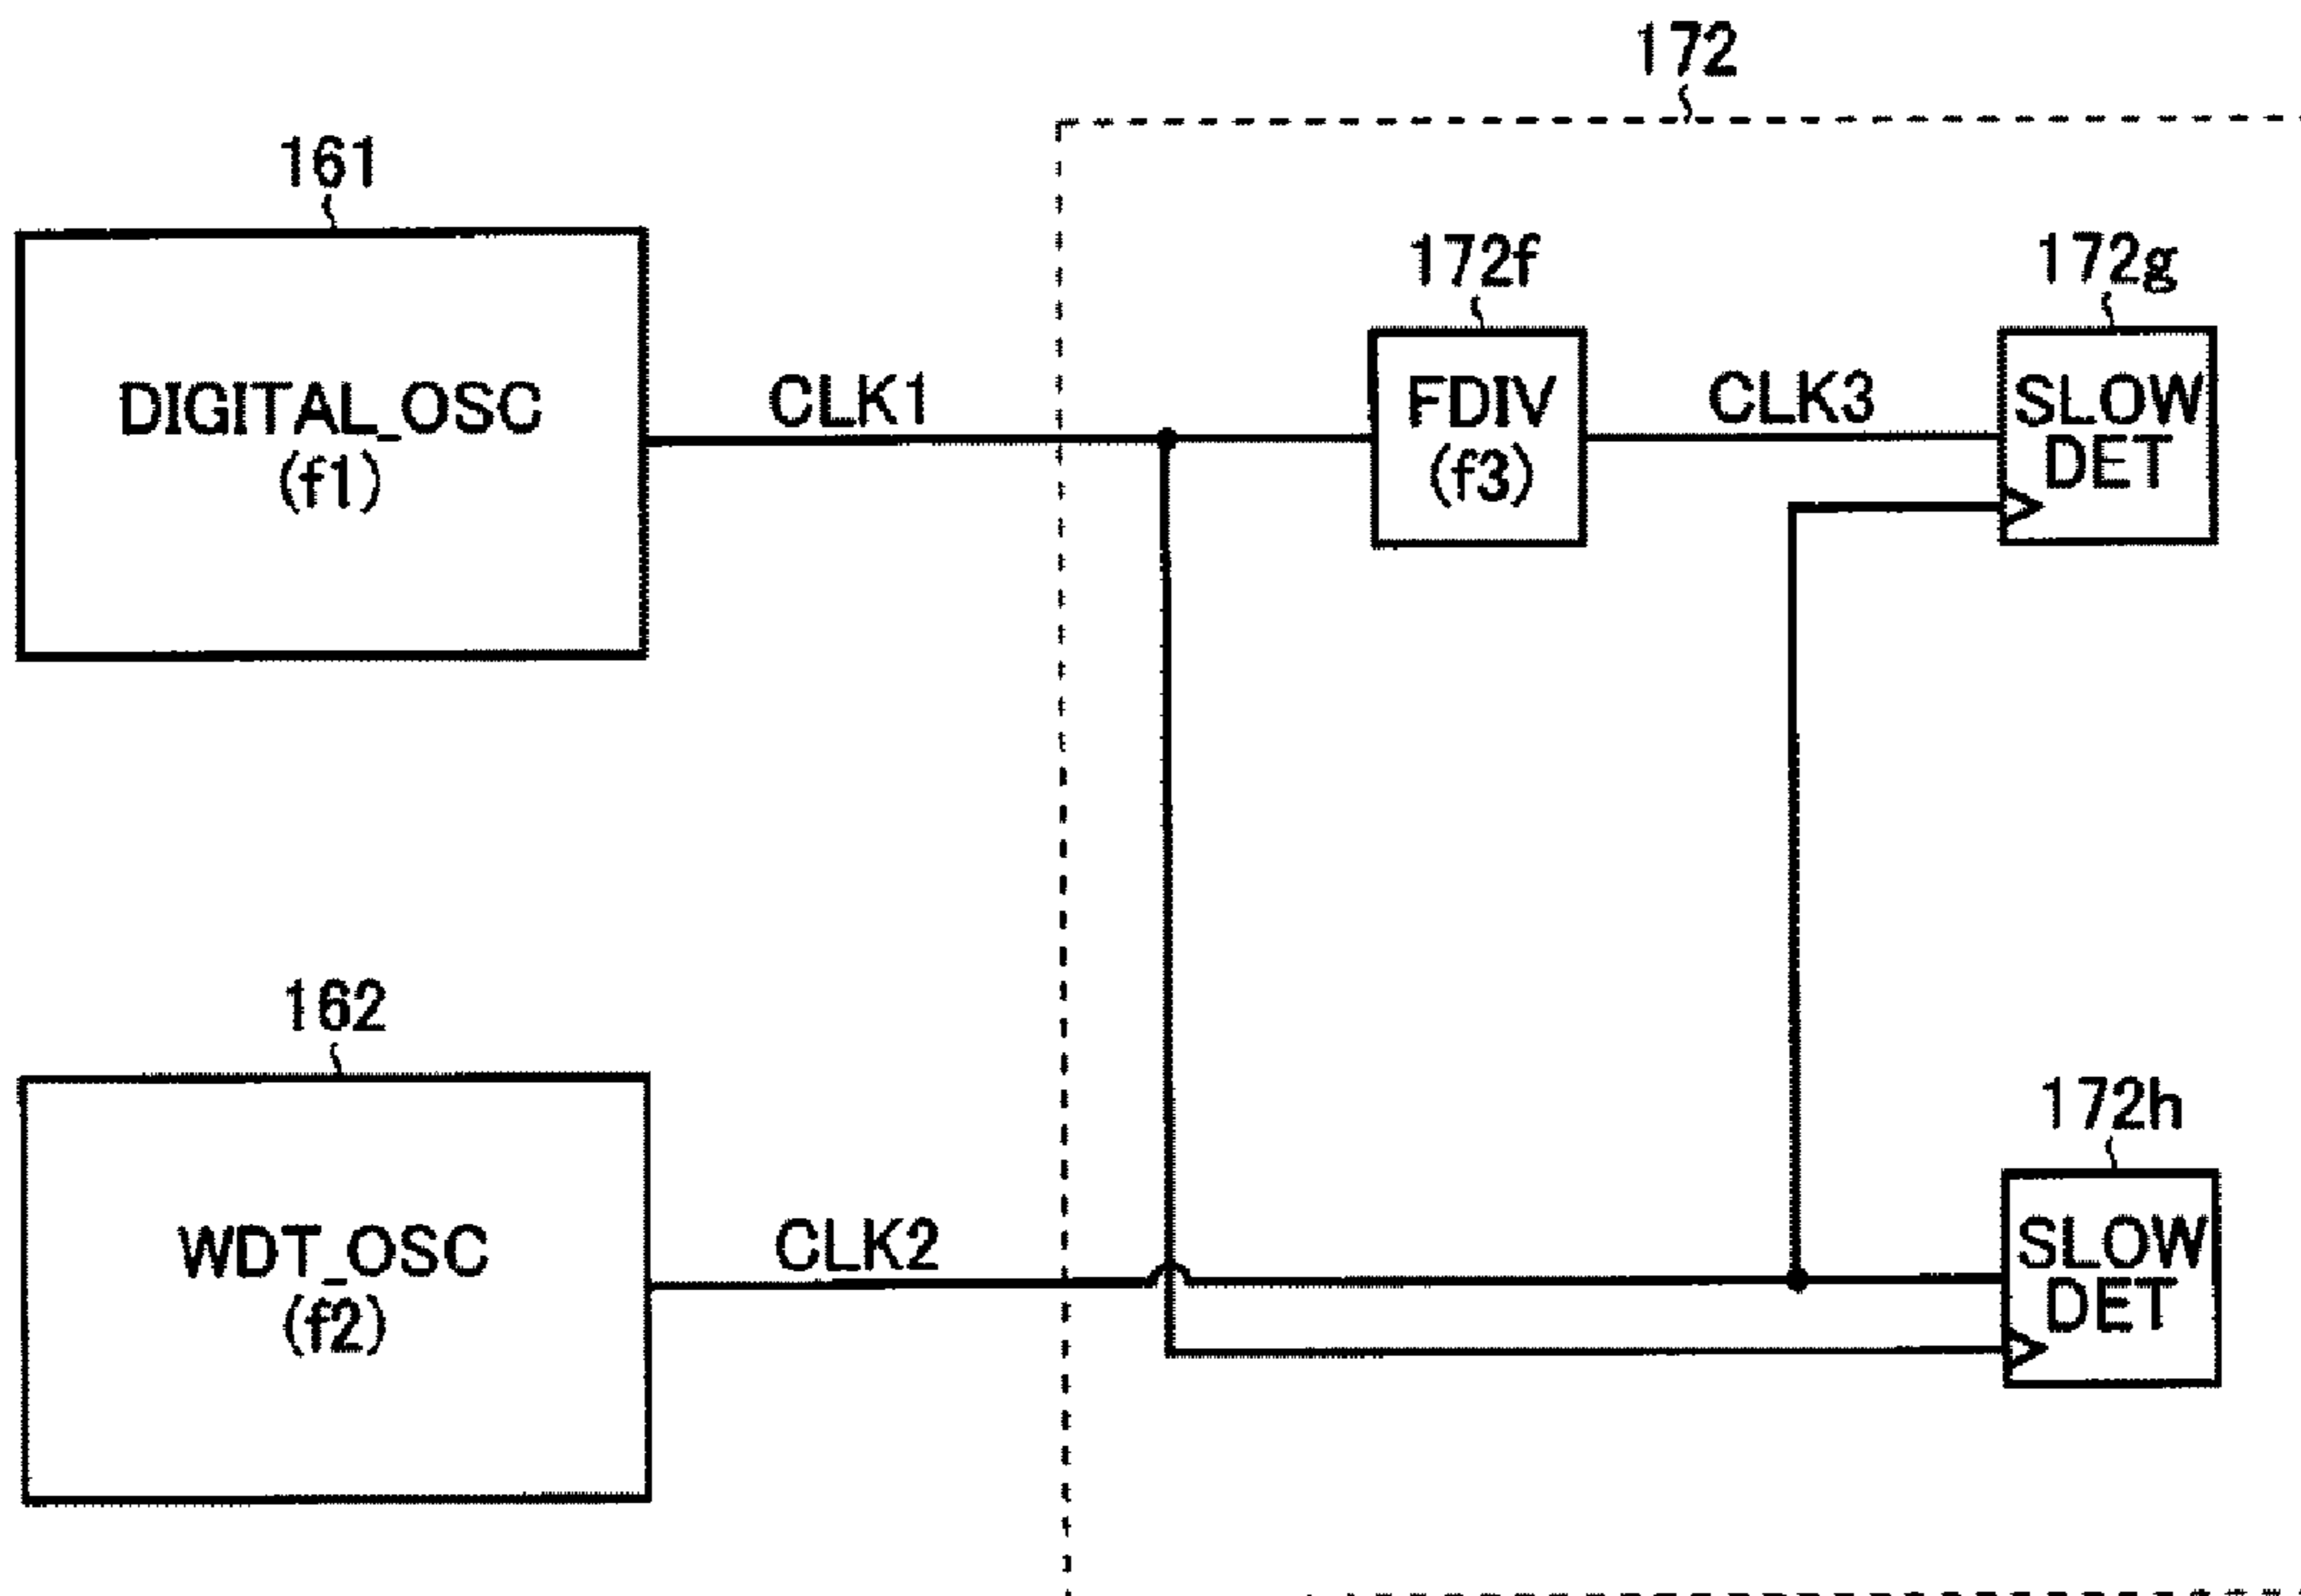 172
161
172f
172g
DIGITAL_OSC
(f1)
CLK1
FDIV
(f3)
CLK3
SLOW
DET
162
172h
WDT_OSC
(f2)
CLK2
SLOW
DET